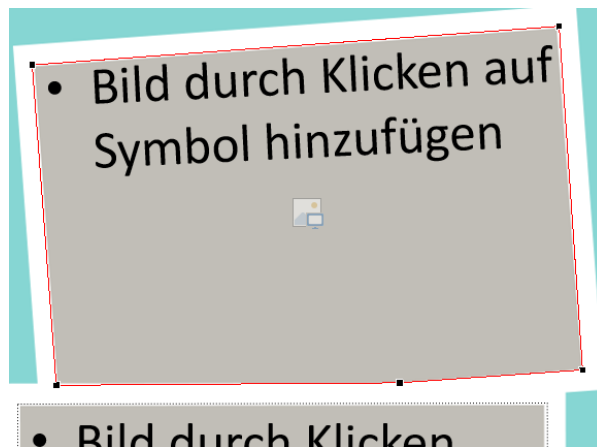 • Bild durch Klicken auf
Symbol hinzufügen
• Bild durch Klicken